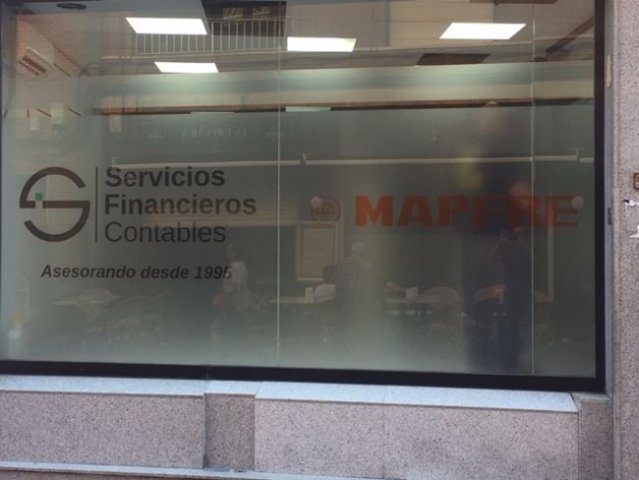 Servicios
Financieros
Contables
Asesorando desde 1995
MAPFRE